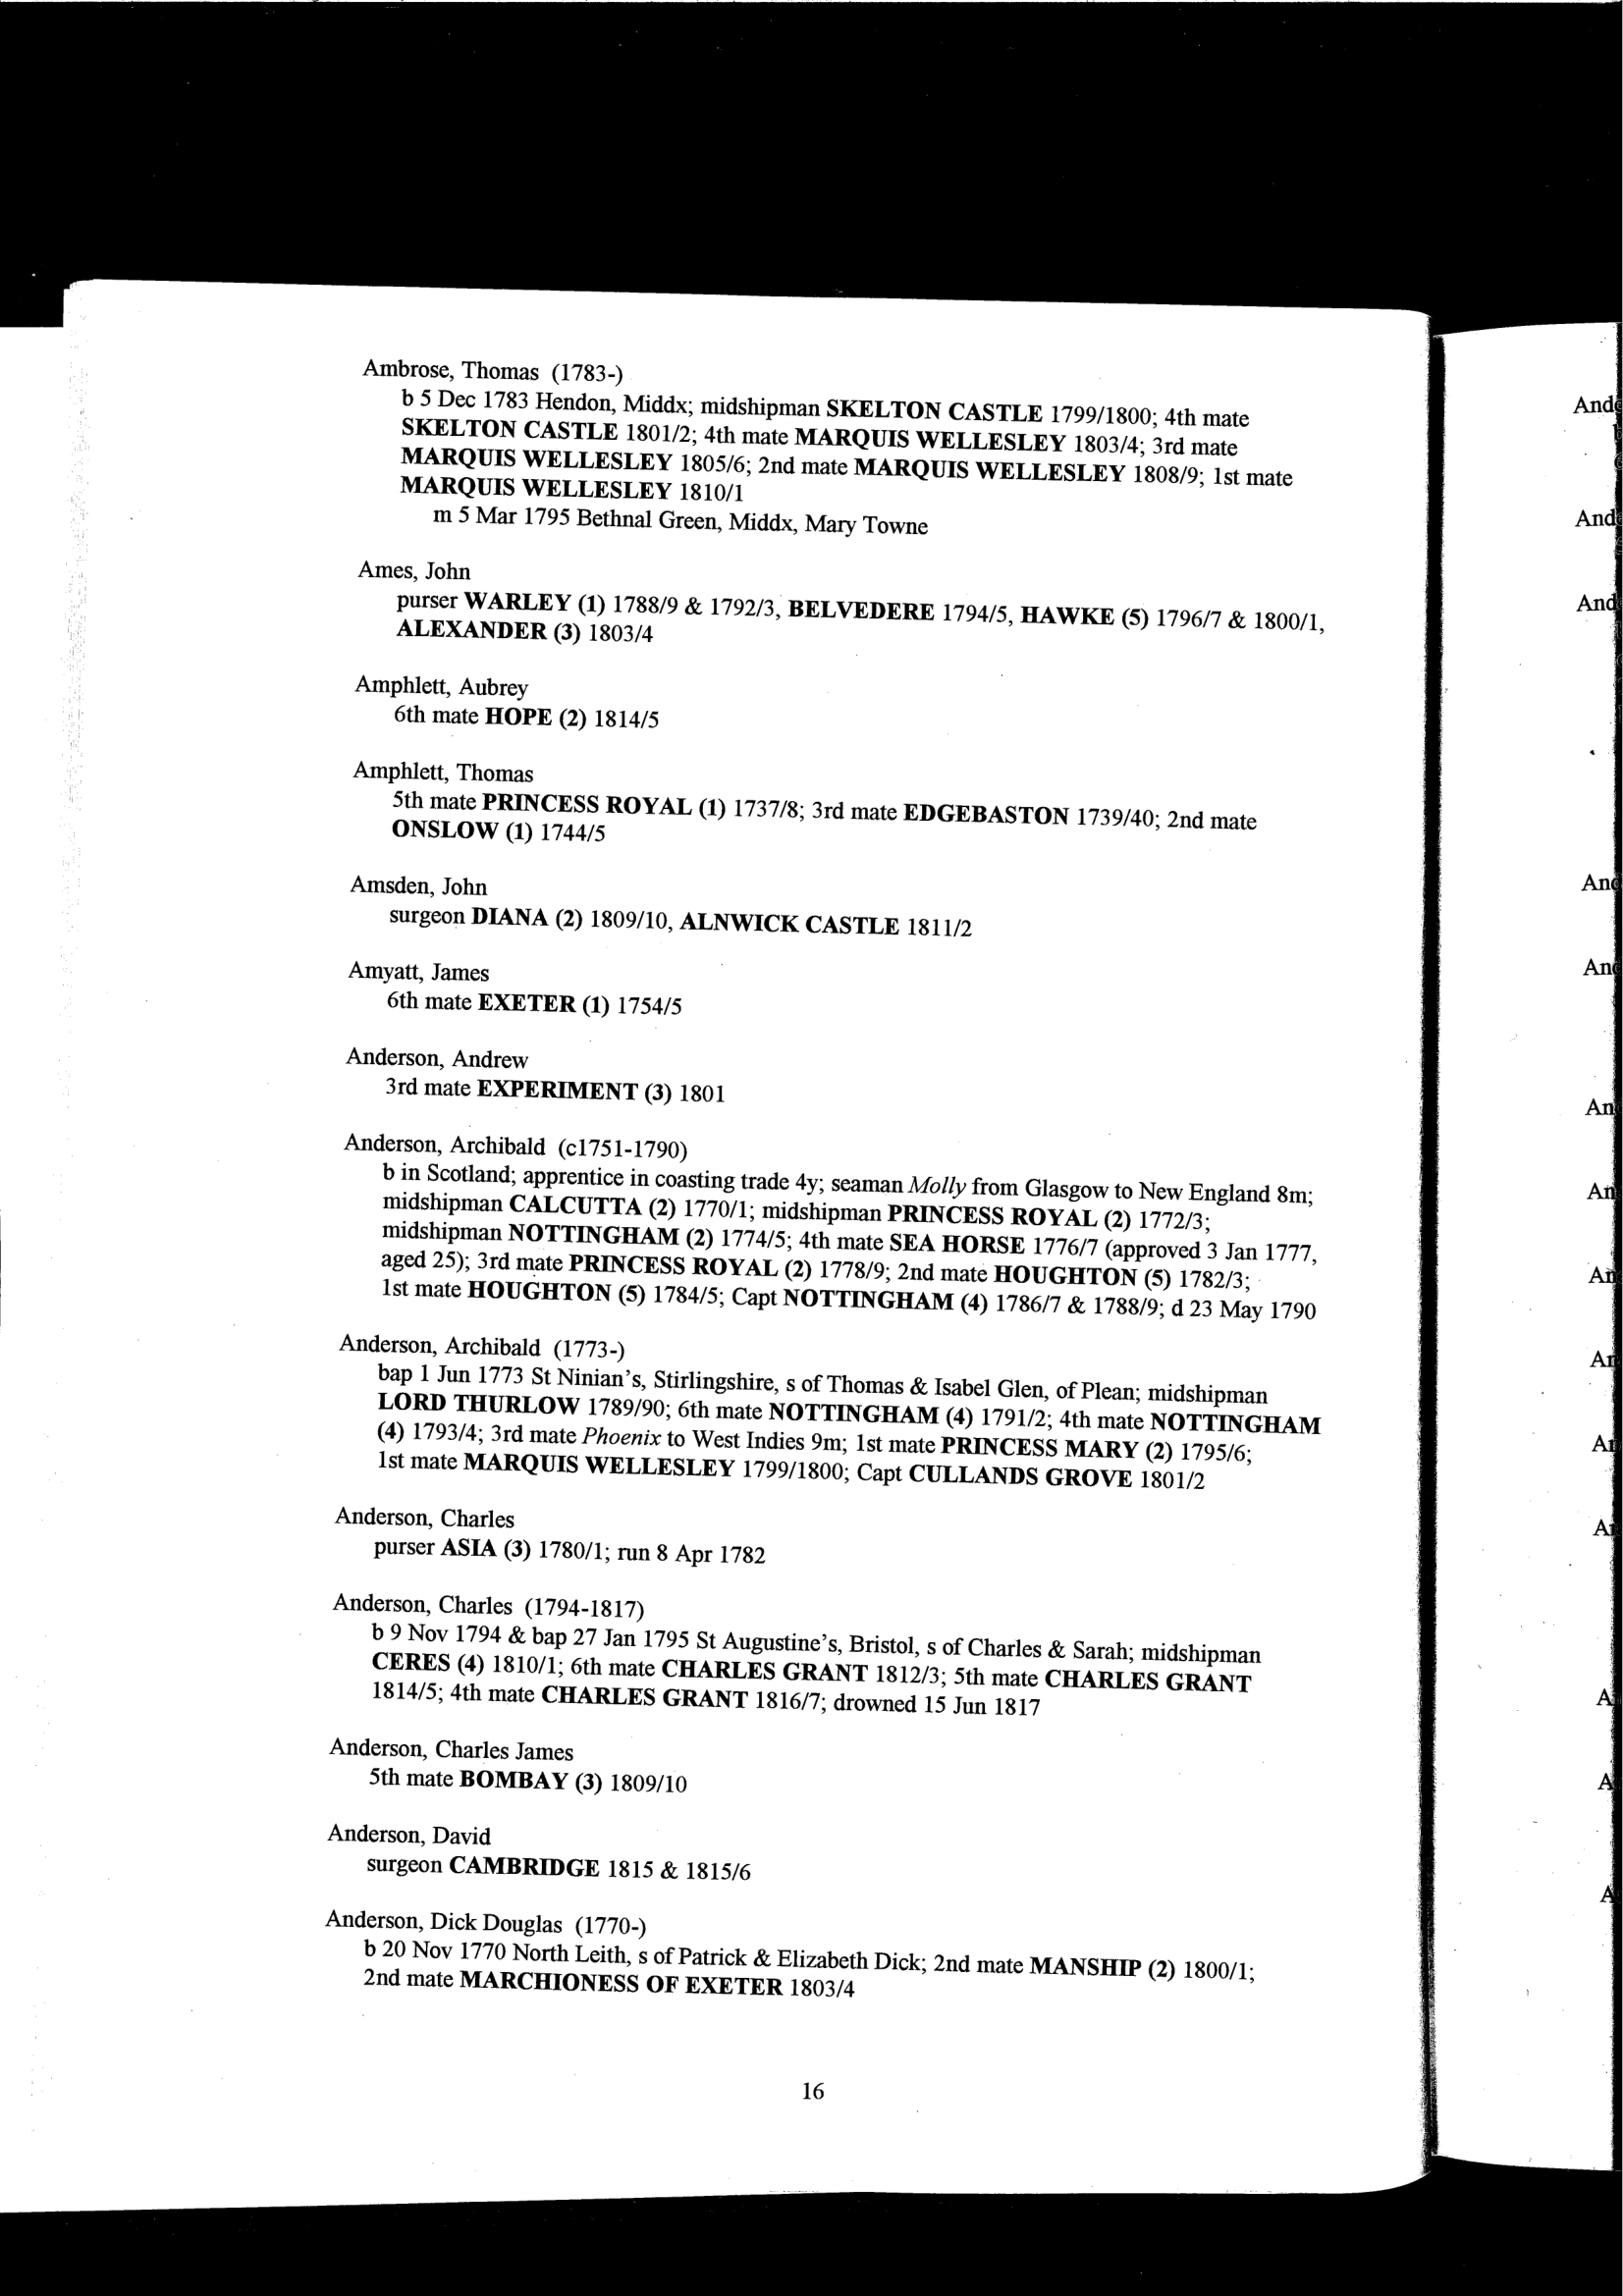 Ambrose, Thomas (1783-)
b 5 Dec 1783 Hendon, Middx; midshipman SKELTON CASTLE 1799/1800; 4th mate
SKELTON CASTLE 1801/2; 4th mate MARQUIS WELLESLEY 1803/4; 3rd mate
MARQUIS WELLESLEY 1805/6; 2nd mate MARQUIS WELLESLEY 1808/9; 1st mate
MARQUIS WELLESLEY 1810/1
m 5 Mar 1795 Bethnal Green, Middx, Mary Towne
Ames, John
purser WARLEY (1) 1788/9 & 1792/3, BELVEDERE 1794/5, HAWKE (5) 1796/7 & 1800/1,
ALEXANDER (3) 1803/4
Amphlett, Aubrey
6th mate HOPE (2) 1814/5
Amphlett, Thomas
5th mate PRINCESS ROYAL (1) 1737/8; 3rd mate EDGEBASTON 1739/40; 2nd mate
ONSLOW (1) 1744/5
Amsden, John
surgeon DIANA (2) 1809/10, ALNWICK CASTLE 1811/2
Amyatt, James
6th mate EXETER (1) 1754/5
Anderson, Andrew
3rd mate EXPERIMENT (3) 1801
Anderson, Archibald (c1751-1790)
b in Scotland; apprentice in coasting trade 4y; seaman Molly from Glasgow to New England 8m;
midshipman CALCUTTA (2) 1770/1; midshipman PRINCESS ROYAL (2) 1772/3;
midshipman NOTTINGHAM (2) 1774/5; 4th mate SEA HORSE 1776/7 (approved 3 Jan 1777,
aged 25); 3rd mate PRINCESS ROYAL (2) 1778/9; 2nd mate HOUGHTON (5) 1782/3;
1st mate HOUGHTON (5) 1784/5; Capt NOTTINGHAM (4) 1786/7 & 1788/9; d 23 May 1790
Anderson, Archibald (1773-)
bap 1 Jun 1773 St Ninian's, Stirlingshire, s of Thomas & Isabel Glen, of Plean; midshipman
LORD THURLOW 1789/90; 6th mate NOTTINGHAM (4) 1791/2; 4th mate NOTTINGHAM
(4) 1793/4; 3rd mate Phoenix to West Indies 9m; 1st mate PRINCESS MARY (2) 1795/6;
1st mate MARQUIS WELLESLEY 1799/1800; Capt CULLANDS GROVE 1801/2
Anderson, Charles
purser ASIA (3) 1780/1; run 8 Apr 1782
Anderson, Charles (1794-1817)
b 9 Nov 1794 & bap 27 Jan 1795 St Augustine's, Bristol, s of Charles & Sarah; midshipman
CERES (4) 1810/1; 6th mate CHARLES GRANT 1812/3; 5th mate CHARLES GRANT
1814/5; 4th mate CHARLES GRANT 1816/7; drowned 15 Jun 1817
Anderson, Charles James
5th mate BOMBAY (3) 1809/10
Anderson, David
surgeon CAMBRIDGE 1815 & 1815/6
Anderson, Dick Douglas (1770-)
b 20 Nov 1770 North Leith, s of Patrick & Elizabeth Dick; 2nd mate MANSHIP (2) 1800/1;
2nd mate MARCHIONESS OF EXETER 1803/4
16